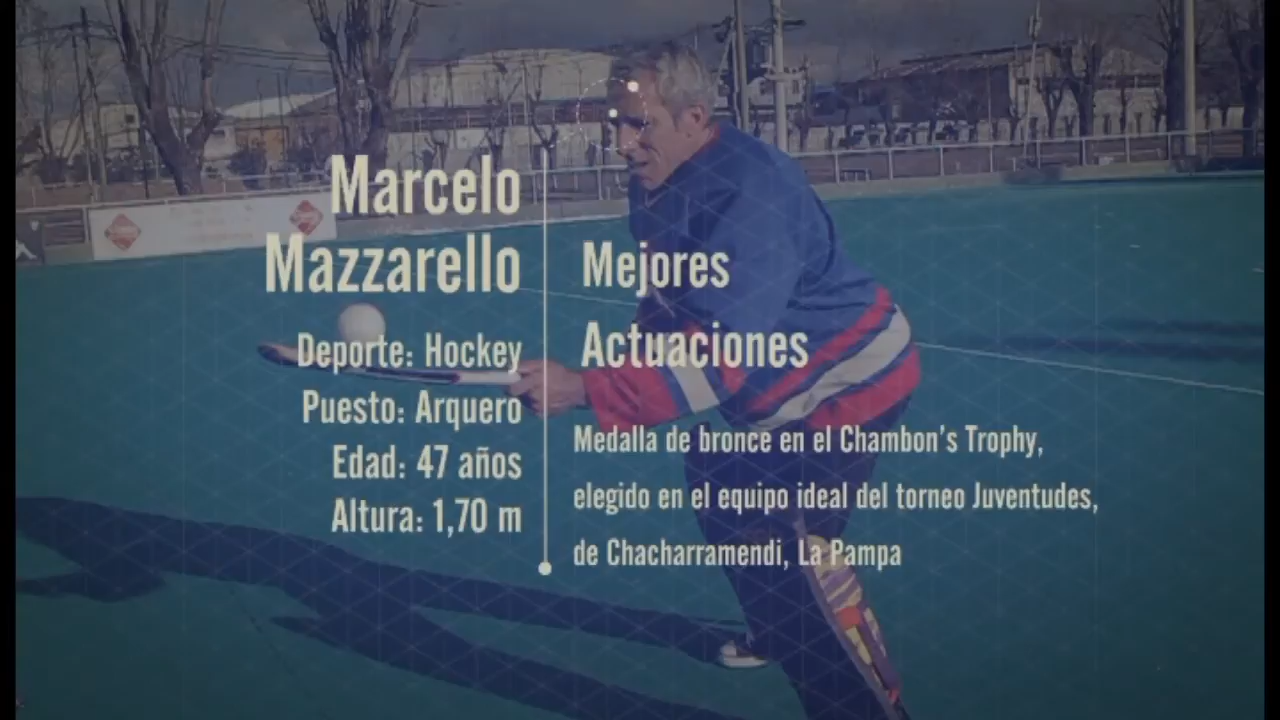 Marcelo
Mazzarello
Deporte: Hockey
Puesto: Arquero
Edad: 47 años
Altura: 1,70 m
Mejores
Actuaciones
Medalla de bronce en el Chambon's Trophy,
elegido en el equipo ideal del torneo Juventudes,
de Chacharramendi, La Pampa